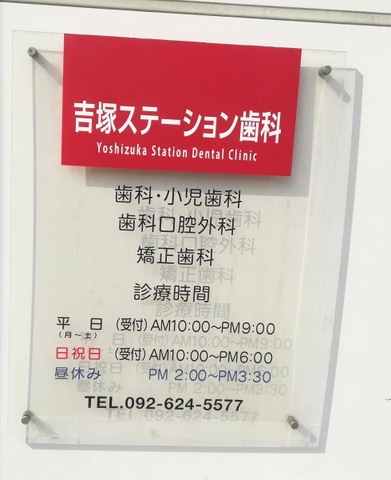 吉塚ステーション歯科
Yoshizuka Station Dental Clinic
歯科・小児歯科
歯科口腔外科
矯正歯科
診療時間
平 日 (受付) AM10:00~PM9:00
(月~土)
日祝日 (受付) AM10:00~PM6:00
昼休み PM 2:00~PM3:30
TEL.092-624-5577